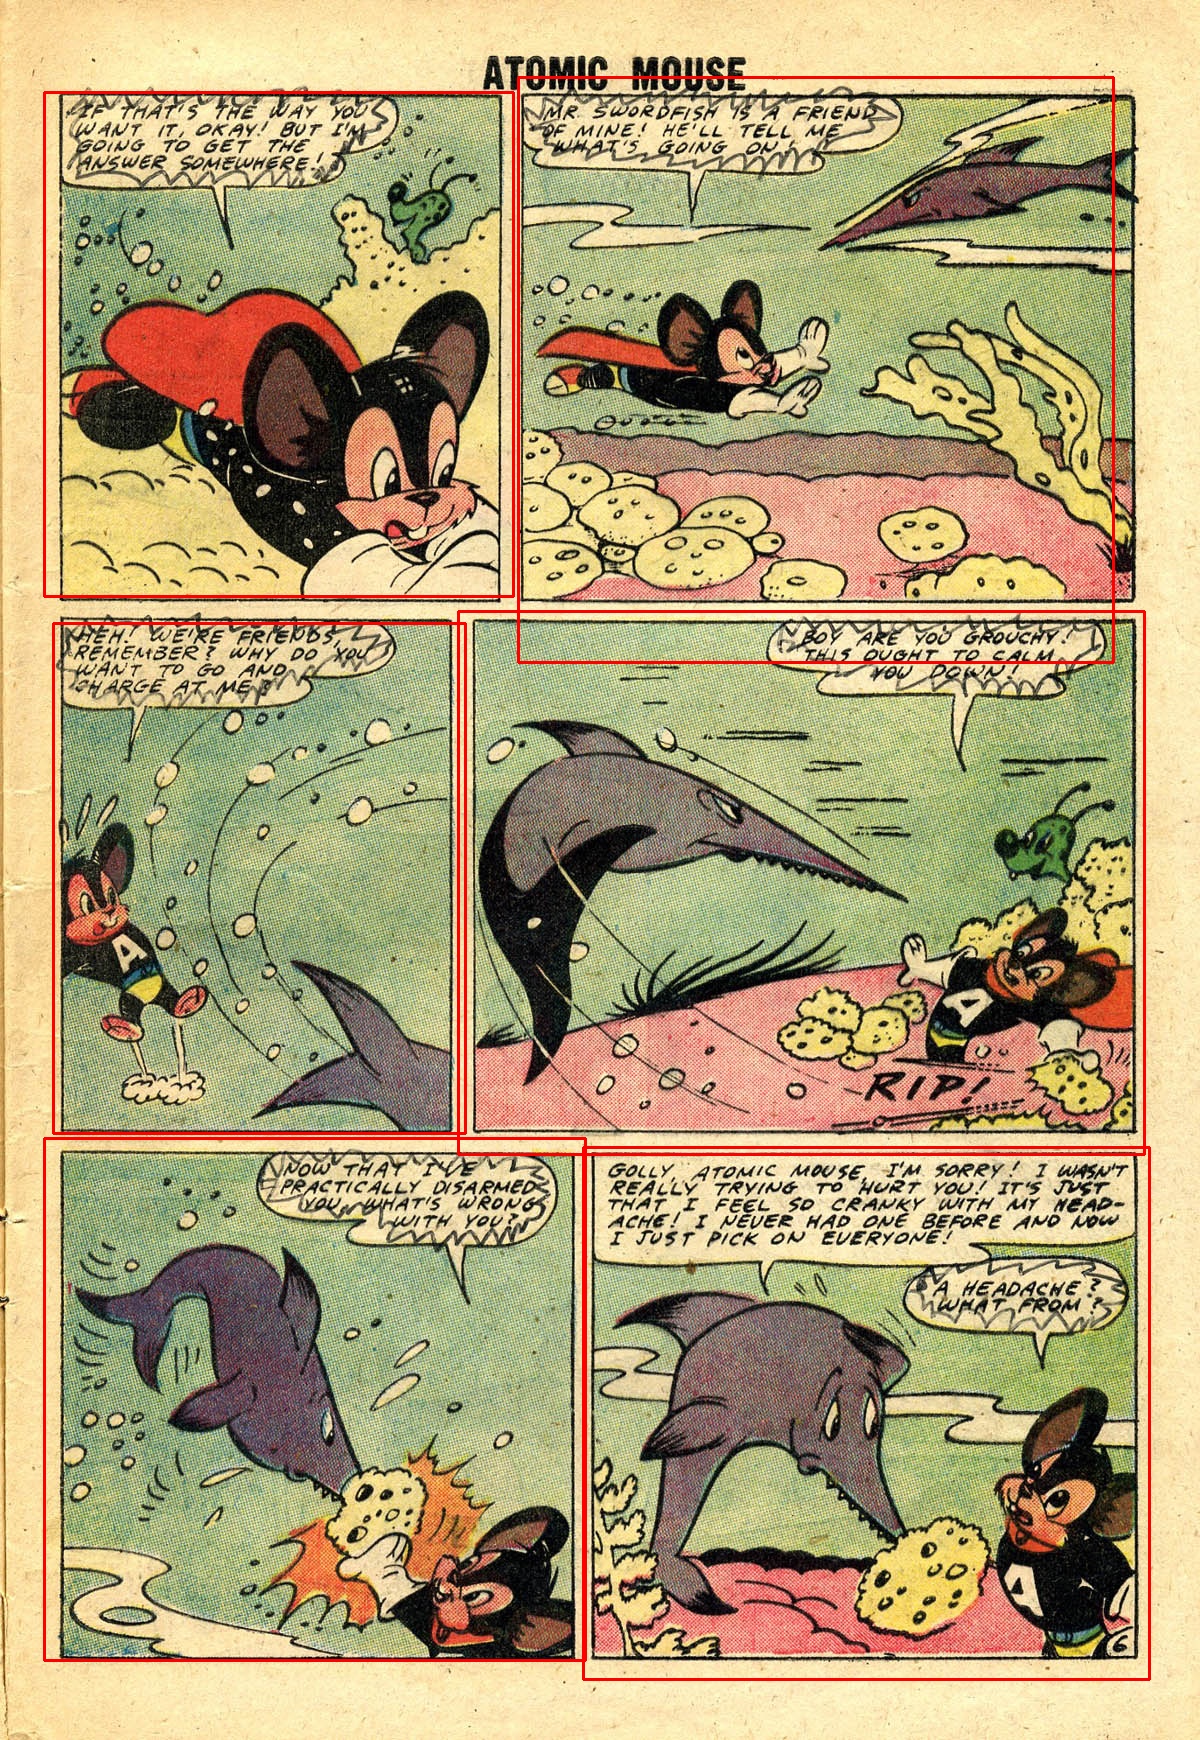 ATOMIC MOUSE
IF THAT'S THE WAY YOU
WANT IT, OKAY! BUT I'M
GOING TO GET THE
ANSWER SOMEWHERE!
MR. SWORDFISH IS A FRIEND
OF MINE! HE'LL TELL ME
WHAT'S GOING ON!
HEH! WE'RE FRIENDS,
REMEMBER? WHY DO YOU
WANT TO GO AND
CHARGE AT ME?
A
BOY ARE YOU GROUCHY!
THIS OUGHT TO CALM
YOU DOWN!
A
RIP!
NOW THAT I'VE
PRACTICALLY DISARMED
YOU, WHAT'S WRONG
WITH YOU?
GOLLY, ATOMIC MOUSE, I'M SORRY! I WASN'T
REALLY TRYING TO HURT YOU! IT'S JUST
THAT I FEEL SO CRANKY WITH MY HEAD-
ACHE! I NEVER HAD ONE BEFORE AND NOW
I JUST PICK ON EVERYONE!
A HEADACHE?
WHAT FROM?
A
6